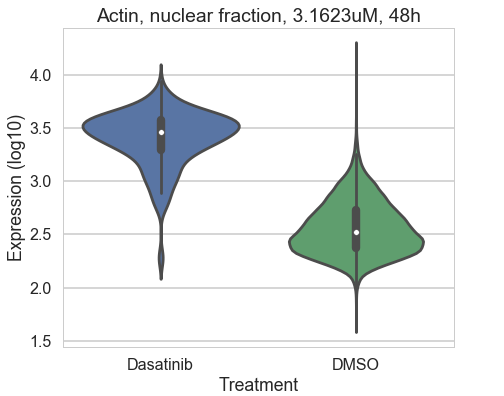 Actin, nuclear fraction, 3.1623uM, 48h
Expression (log10)
4.0
3.5
3.0
2.5
2.0
1.5
Dasatinib
DMSO
Treatment